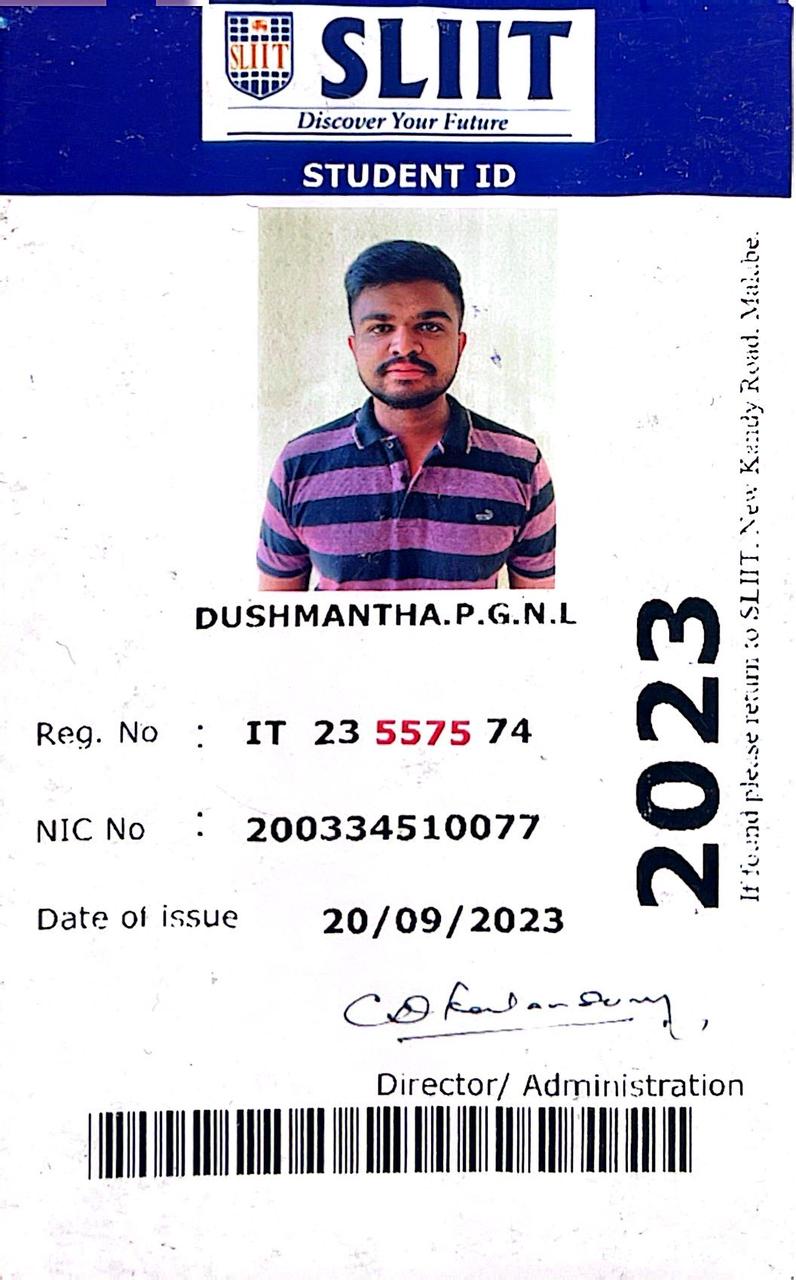 SLIIT
SLIIT
Discover Your Future
STUDENT ID
DUSHMANTHA.P.G.N.L
Reg. No : IT 23 5575 74
NIC No : 200334510077
Date of issue 20/09/2023
Director/ Administration
2023
If found please return to SLIIT. New Kandy Road. Malabe.